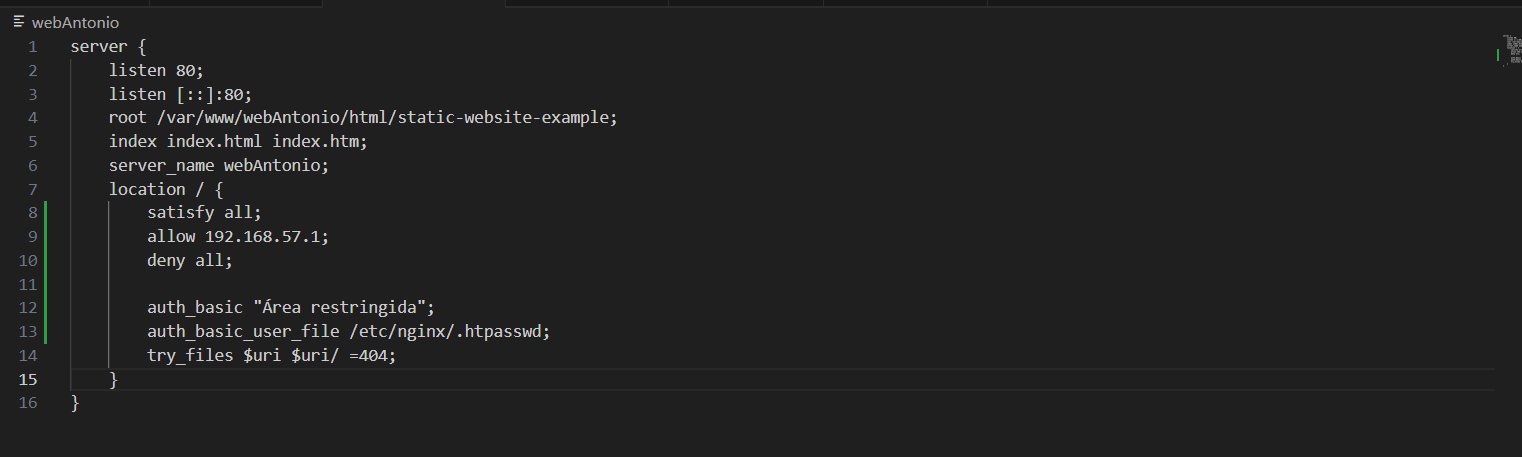 webAntonio
1 server {
2 listen 80;
3 listen [::]:80;
4 root /var/www/webAntonio/html/static-website-example;
5 index index.html index.htm;
6 server_name webAntonio;
7 location / {
8 satisfy all;
9 allow 192.168.57.1;
10 deny all;
11
12 auth_basic "Área restringida";
13 auth_basic_user_file /etc/nginx/.htpasswd;
14 try_files $uri $uri/ =404;
15 }
16 }